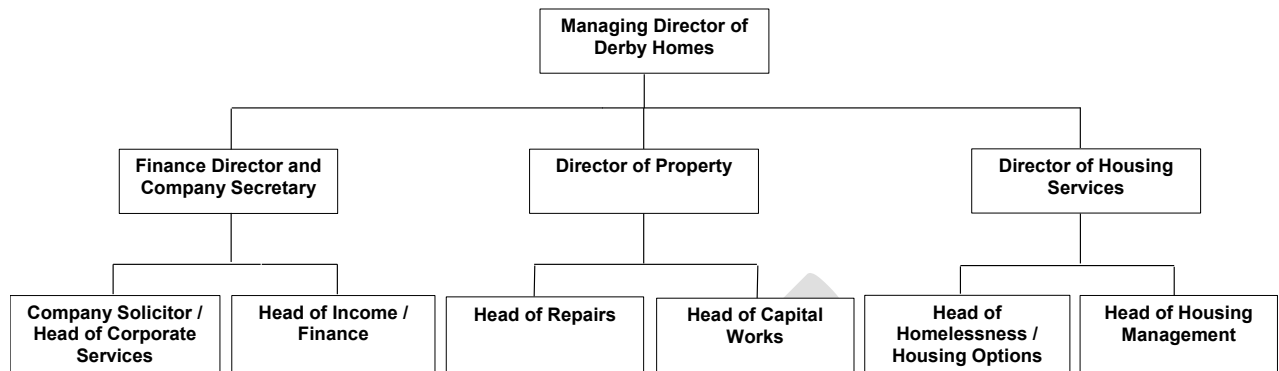 Managing Director of
Derby Homes
Finance Director and
Company Secretary
Director of Property
Director of Housing
Services
Company Solicitor /
Head of Corporate
Services
Head of Income /
Finance
Head of Repairs
Head of Capital
Works
Head of
Homelessness /
Housing Options
Head of Housing
Management